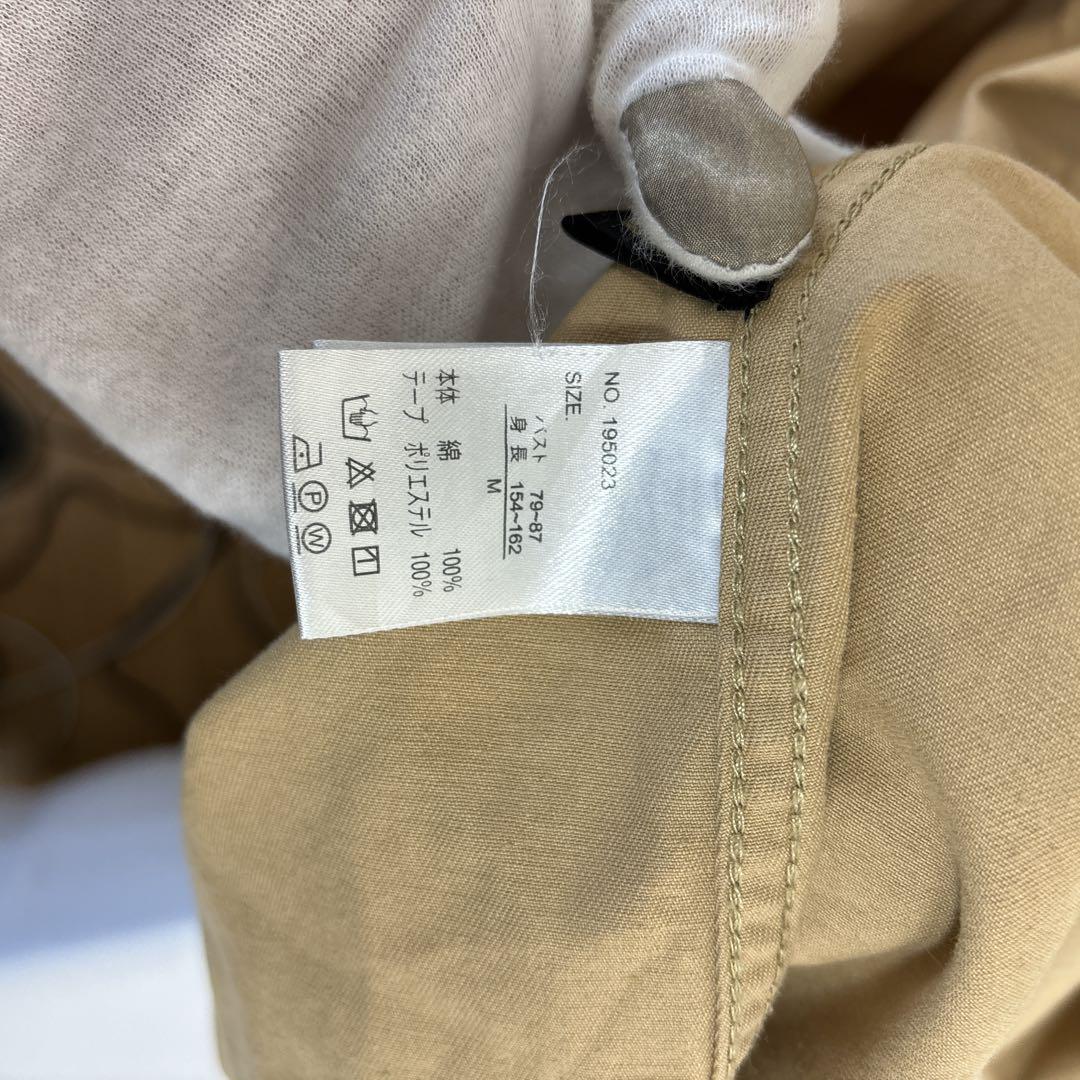 NO. 195023
SIZE.
バスト 79~87
身長 154~162
M
本体 綿 100%
テープ ポリエステル 100%
P W